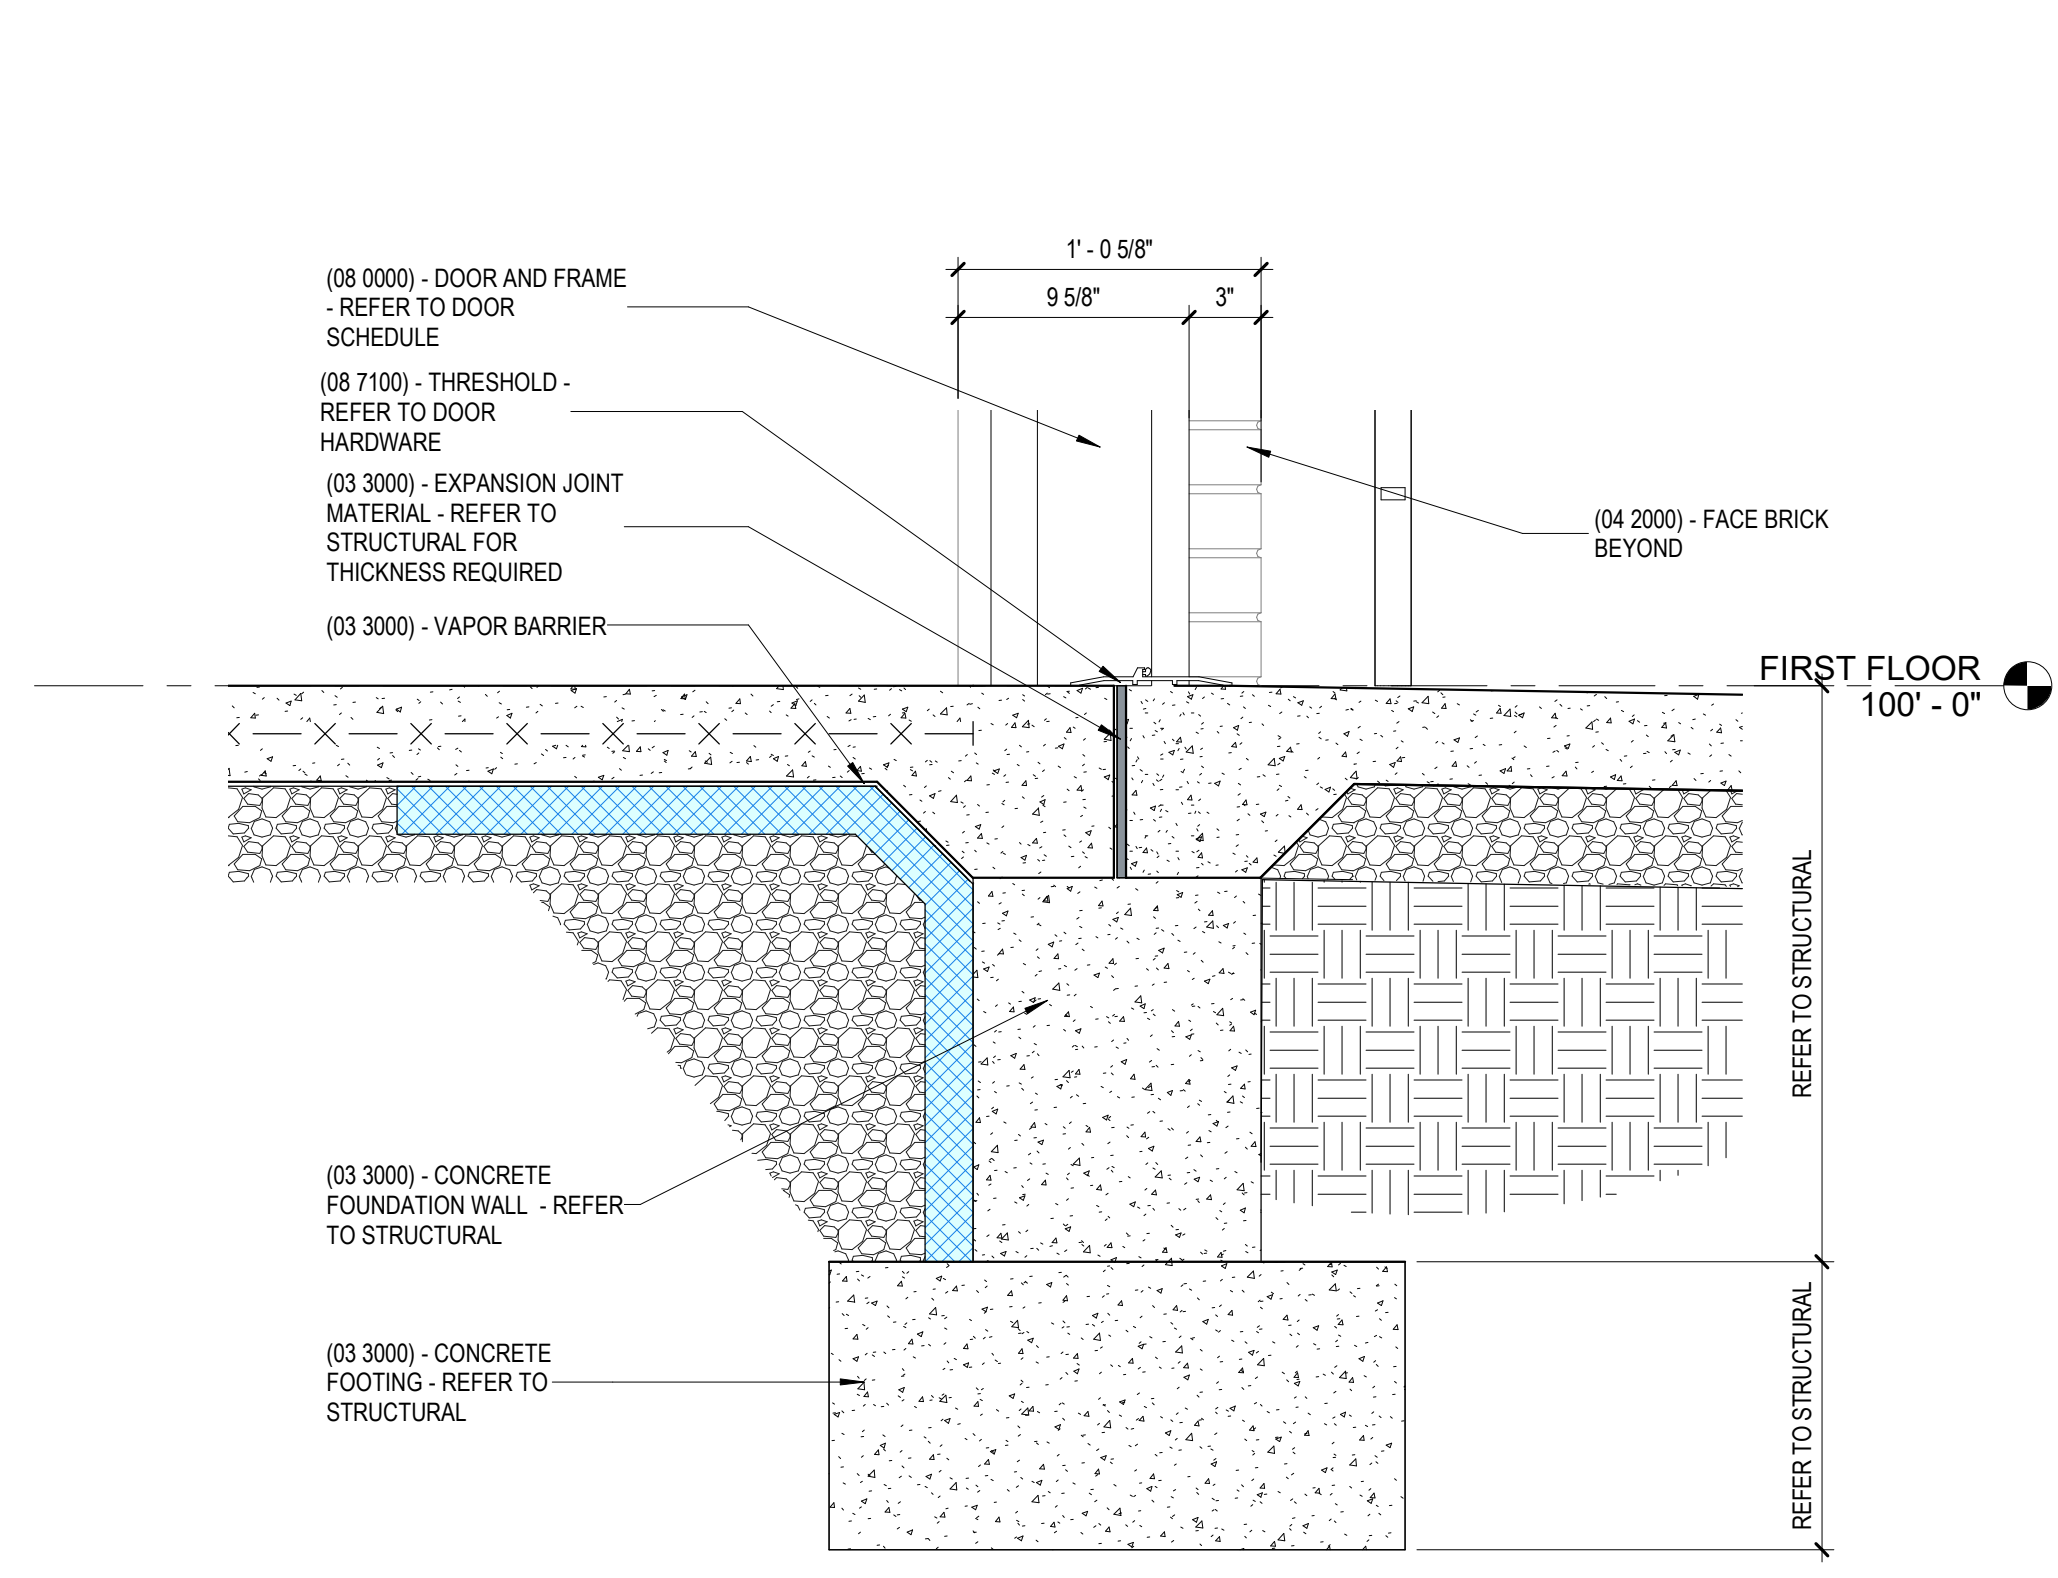 1' - 0 5/8"
9 5/8"
3"
(08 0000) - DOOR AND FRAME
- REFER TO DOOR
SCHEDULE
(08 7100) - THRESHOLD -
REFER TO DOOR
HARDWARE
(03 3000) - EXPANSION JOINT
MATERIAL - REFER TO
STRUCTURAL FOR
THICKNESS REQUIRED
(04 2000) - FACE BRICK
BEYOND
(03 3000) - VAPOR BARRIER
FIRST FLOOR
100' - 0"
REFER TO STRUCTURAL
(03 3000) - CONCRETE
FOUNDATION WALL  - REFER
TO STRUCTURAL
(03 3000) - CONCRETE
FOOTING - REFER TO
STRUCTURAL
REFER TO STRUCTURAL